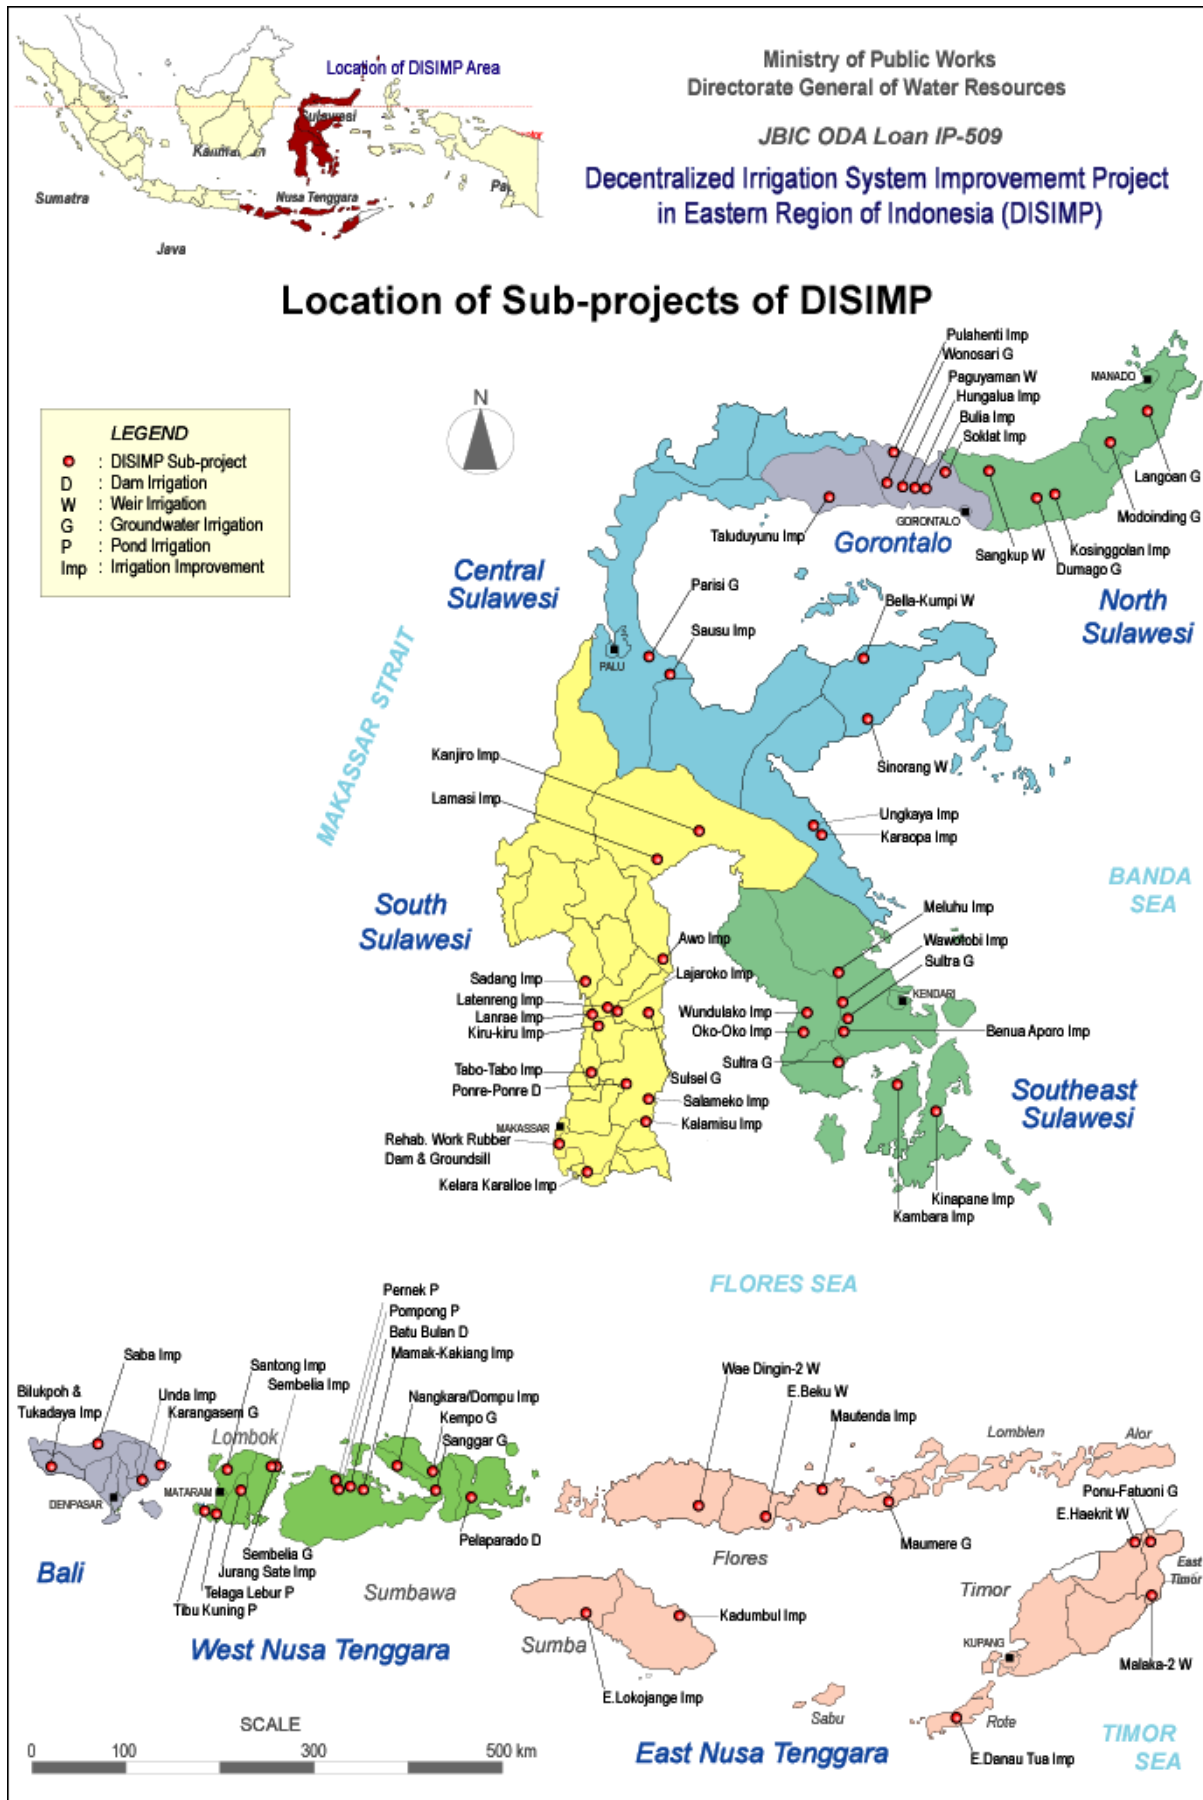 Location of DISIMP Area
Sulawesi
Sumatra
Nusa Tenggara
Java
Ministry of Public Works
Directorate General of Water Resources
JBIC ODA Loan IP-509
Decentralized Irrigation System Improvememt Project
in Eastern Region of Indonesia (DISIMP)
Location of Sub-projects of DISIMP
LEGEND
: DISIMP Sub-project
D : Dam Irrigation
W : Weir Irrigation
G : Groundwater Irrigation
P : Pond Irrigation
Imp : Irrigation Improvement
N
Pulahenti Imp
Wonosari G
Paguyaman W
Hungalua Imp
Bulia Imp
Soklat Imp
MANADO
Langoan G
Modoinding G
Kosinggolan Imp
Dumago G
Sangkup W
GORONTALO
Taluduyunu Imp
Gorontalo
North
Sulawesi
Central
Sulawesi
Parisi G
Sausu Imp
Bella-Kumpi W
PALU
MAKASSAR STRAIT
Sinorang W
Kanjiro Imp
Lamasi Imp
Ungkaya Imp
Karaopa Imp
BANDA
SEA
South
Sulawesi
Meluhu Imp
Wawotobi Imp
Sultra G
Awo Imp
Lajaroko Imp
Sadang Imp
Latenreng Imp
Lanrae Imp
Kiru-kiru Imp
Wundulako Imp
Oko-Oko Imp
KENDARI
Benua Aporo Imp
Sultra G
Tabo-Tabo Imp
Ponre-Ponre D
Sulsel G
Salameko Imp
Kalamisu Imp
Southeast
Sulawesi
MAKASSAR
Rehab. Work Rubber
Dam & Groundsill
Kelara Karalloe Imp
Kinapane Imp
Kambara Imp
FLORES SEA
Pernek P
Pompong P
Batu Bulan D
Mamak-Kakiang Imp
Saba Imp
Santong Imp
Sembelia Imp
Bilukpoh &
Tukadaya Imp
Unda Imp
Karangasem G
Lombok
Nangkara/Dompu Imp
Kempo G
Sanggar G
Wae Dingin-2 W
E.Beku W
Mautenda Imp
Lomblen
Alor
MATARAM
DENPASAR
Ponu-Fatuoni G
E.Haekrit W
Pelaparado D
Maumere G
Sembelia G
Jurang Sate Imp
Telaga Lebur P
Tibu Kuning P
Bali
Sumbawa
West Nusa Tenggara
Flores
East
Timor
Timor
Sumba
Kadumbul Imp
KUPANG
Malaka-2 W
E.Lokojange Imp
Sabu
Rote
E.Danau Tua Imp
East Nusa Tenggara
TIMOR
SEA
SCALE
0 100 300 500 km